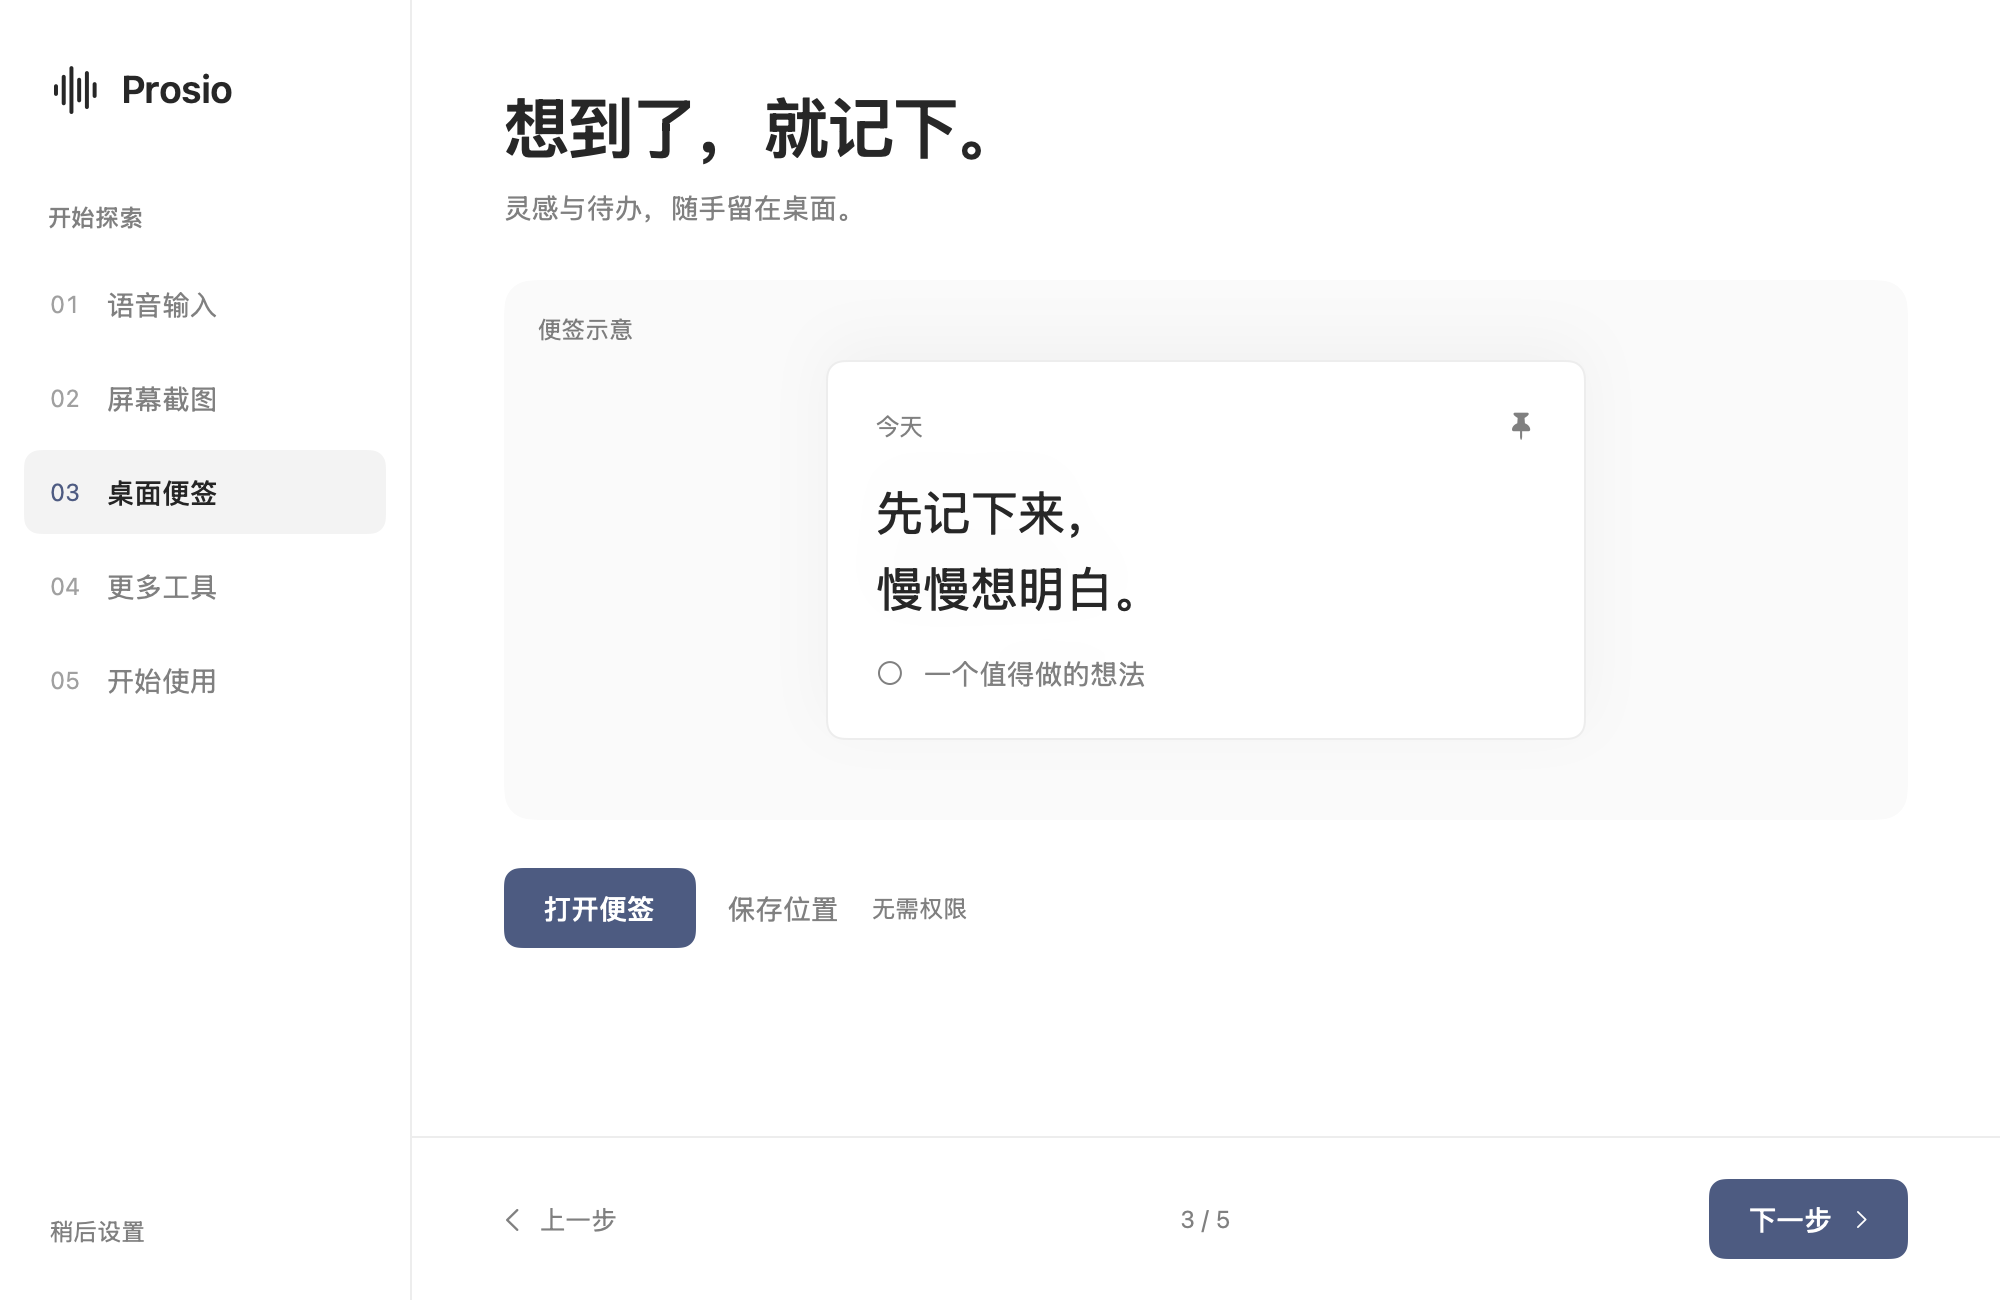 Prosio
开始探索
01 语音输入
02 屏幕截图
03 桌面便签
04 更多工具
05 开始使用
稍后设置
想到了，就记下。
灵感与待办，随手留在桌面。
便签示意
今天
先记下来，
慢慢想明白。
一个值得做的想法
打开便签 保存位置 无需权限
上一步 3 / 5 下一步